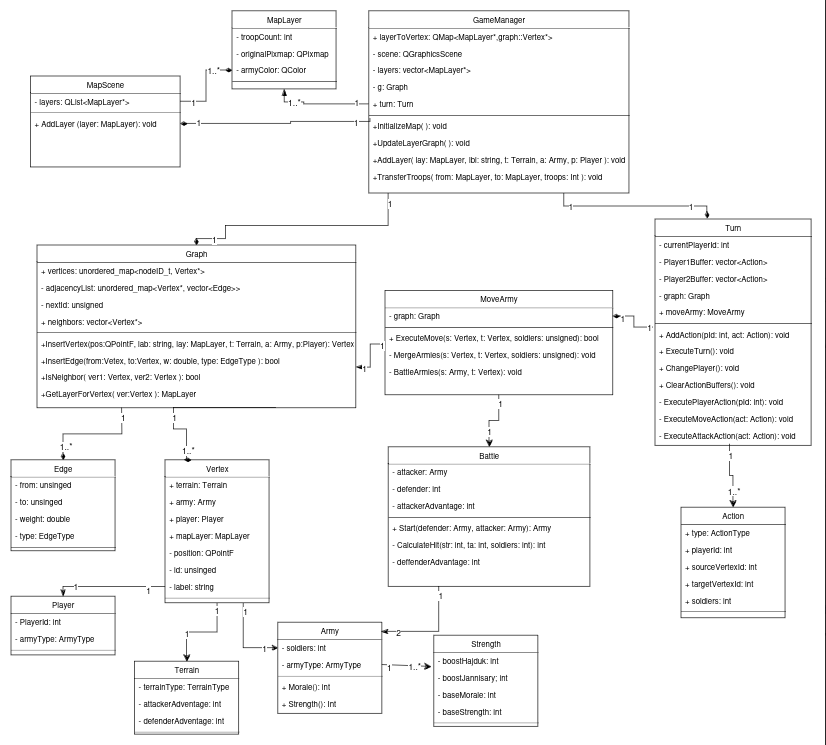 MapLayer
- troopCount: int
- originalPixmap: QPixmap
- armyColor: QColor
GameManager
+ layerToVertex: QMap<MapLayer*,graph::Vertex*>
- scene: QGraphicsScene
- layers: vector<MapLayer*>
- g: Graph
+ turn: Turn
+InitializeMap( ): void
+UpdateLayerGraph( ): void
+AddLayer( lay: MapLayer, lbl: string, t: Terrain, a: Army, p: Player ): void
+TransferTroops( from: MapLayer, to: MapLayer, troops: Int ): void
MapScene
- layers: QList<MapLayer*>
+ AddLayer (layer: MapLayer): void
1
1..*
1..*
1
1
1
1
1
1
1
Graph
+ vertices: unordered_map<nodeID_t, Vertex*>
- adjacencyList: unordered_map<Vertex*, vector<Edge>>
- nextId: unsigned
+ neighbors: vector<Vertex*>
+InsertVertex(pos:QPointF, lab: string, lay: MapLayer, t: Terrain, a: Army, p:Player): Vertex
+InsertEdge(from:Vetex, to:Vertex, w: double, type: EdgeType ): bool
+IsNeighbor( ver1: Vertex, ver2: Vertex ): bool
+GetLayerForVertex( ver:Vertex ): MapLayer
MoveArmy
- graph: Graph
+ ExecuteMove(s: Vertex, t: Vertex, soldiers: unsigned): bool
- MergeArmies(s: Vertex, t: Vertex, soldiers: unsigned): void
- BattleArmies(s: Army, t: Vertex): void
Turn
- currentPlayerId: int
- Player1Buffer: vector<Action>
- Player2Buffer: vector<Action>
- graph: Graph
+ moveArmy: MoveArmy
+ AddAction(pId: int, act: Action): void
+ ExecuteTurn(): void
+ ChangePlayer(): void
+ ClearActionBuffers(): void
- ExecutePlayerAction(pId: int): void
- ExecuteMoveAction(act: Action): void
- ExecuteAttackAction(act: Action): void
1
1
1
1
1
1..*
1
1..*
1
1
1
1..*
Edge
- from: unsinged
- to: unsinged
- weight: double
- type: EdgeType
Vertex
+ terrain: Terrain
+ army: Army
+ player: Player
+ mapLayer: MapLayer
- position: QPointF
- id: unsinged
- label: string
Battle
- attacker: Army
- defender: int
- attackerAdvantage: int
+ Start(defender: Army, attacker: Army): Army
- CalculateHit(str: int, ta: int, soldiers: int): int
- deffenderAdvantage: int
Action
+ type: ActionType
+ playerId: int
+ sourceVertexId: int
+ targetVertexId: int
+ soldiers: int
1
1
1
1
1
1
1
2
Player
- PlayerId: int
- armyType: ArmyType
Terrain
- terrainType: TerrainType
- attackerAdventage: int
- defenderAdventage: int
Army
- soldiers: int
- armyType: ArmyType
+ Morale(): int
+ Strength(): int
1
1..*
Strength
- boostHajduk: int
- boostJannisary: int
- baseMorale: int
- baseStrength: int